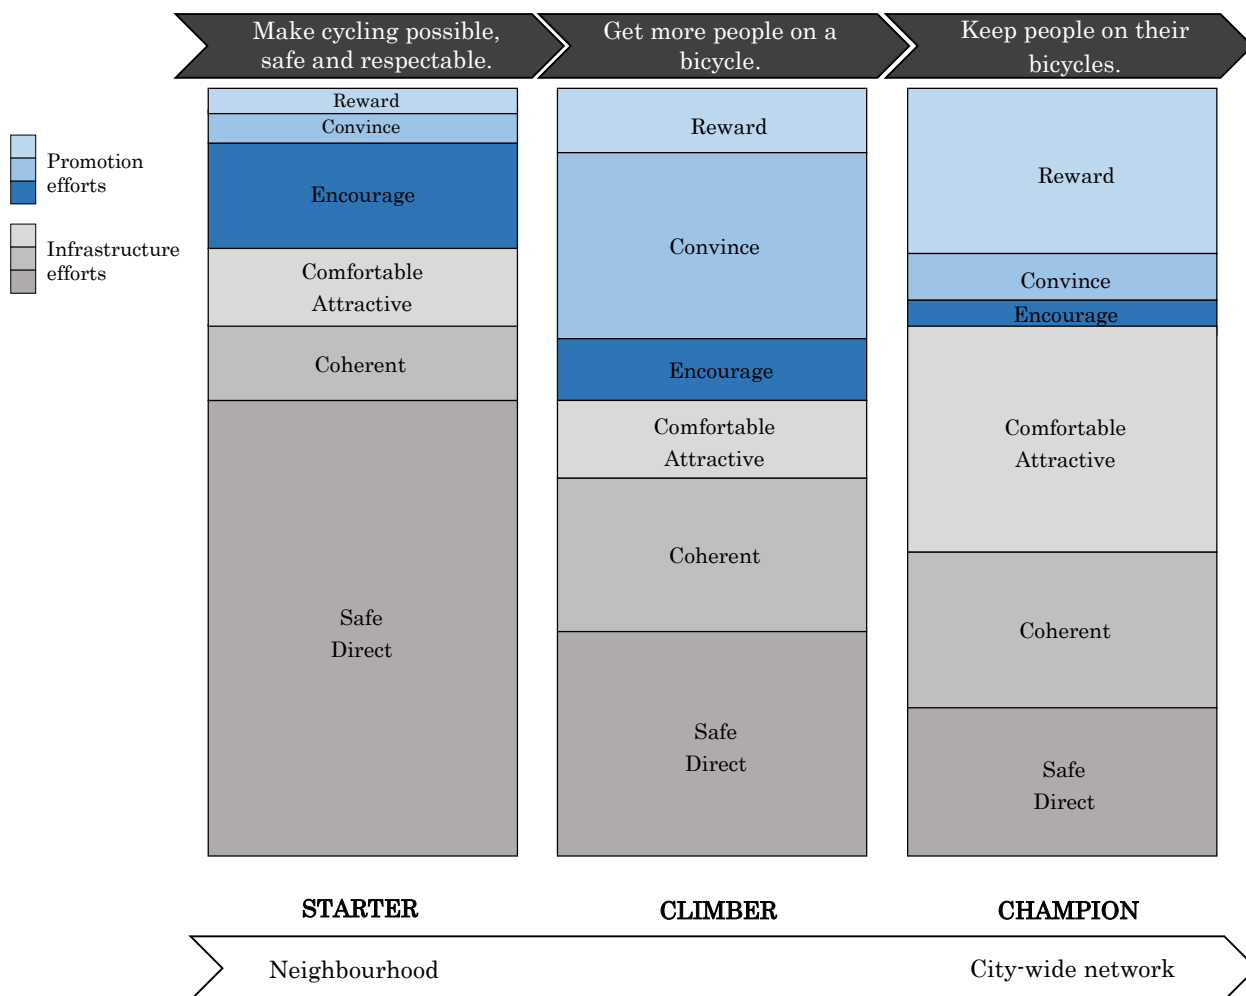 Make cycling possible,
safe and respectable.
Get more people on a
bicycle.
Keep people on their
bicycles.
Promotion
efforts
Infrastructure
efforts
Reward
Convince
Encourage
Comfortable
Attractive
Coherent
Safe
Direct
Reward
Convince
Encourage
Comfortable
Attractive
Coherent
Safe
Direct
Reward
Convince
Encourage
Comfortable
Attractive
Coherent
Safe
Direct
STARTER
CLIMBER
CHAMPION
Neighbourhood
City-wide network